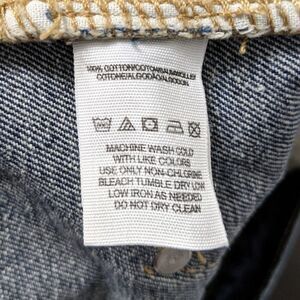 100% COTTON/COTON/BAUMWOLLE/
COTONE/ALGODÃO/ALGODON
MACHINE WASH COLD
WITH LIKE COLORS
USE ONLY NON-CHLORINE
BLEACH TUMBLE DRY LOW
LOW IRON AS NEEDED
DO NOT DRY CLEAN